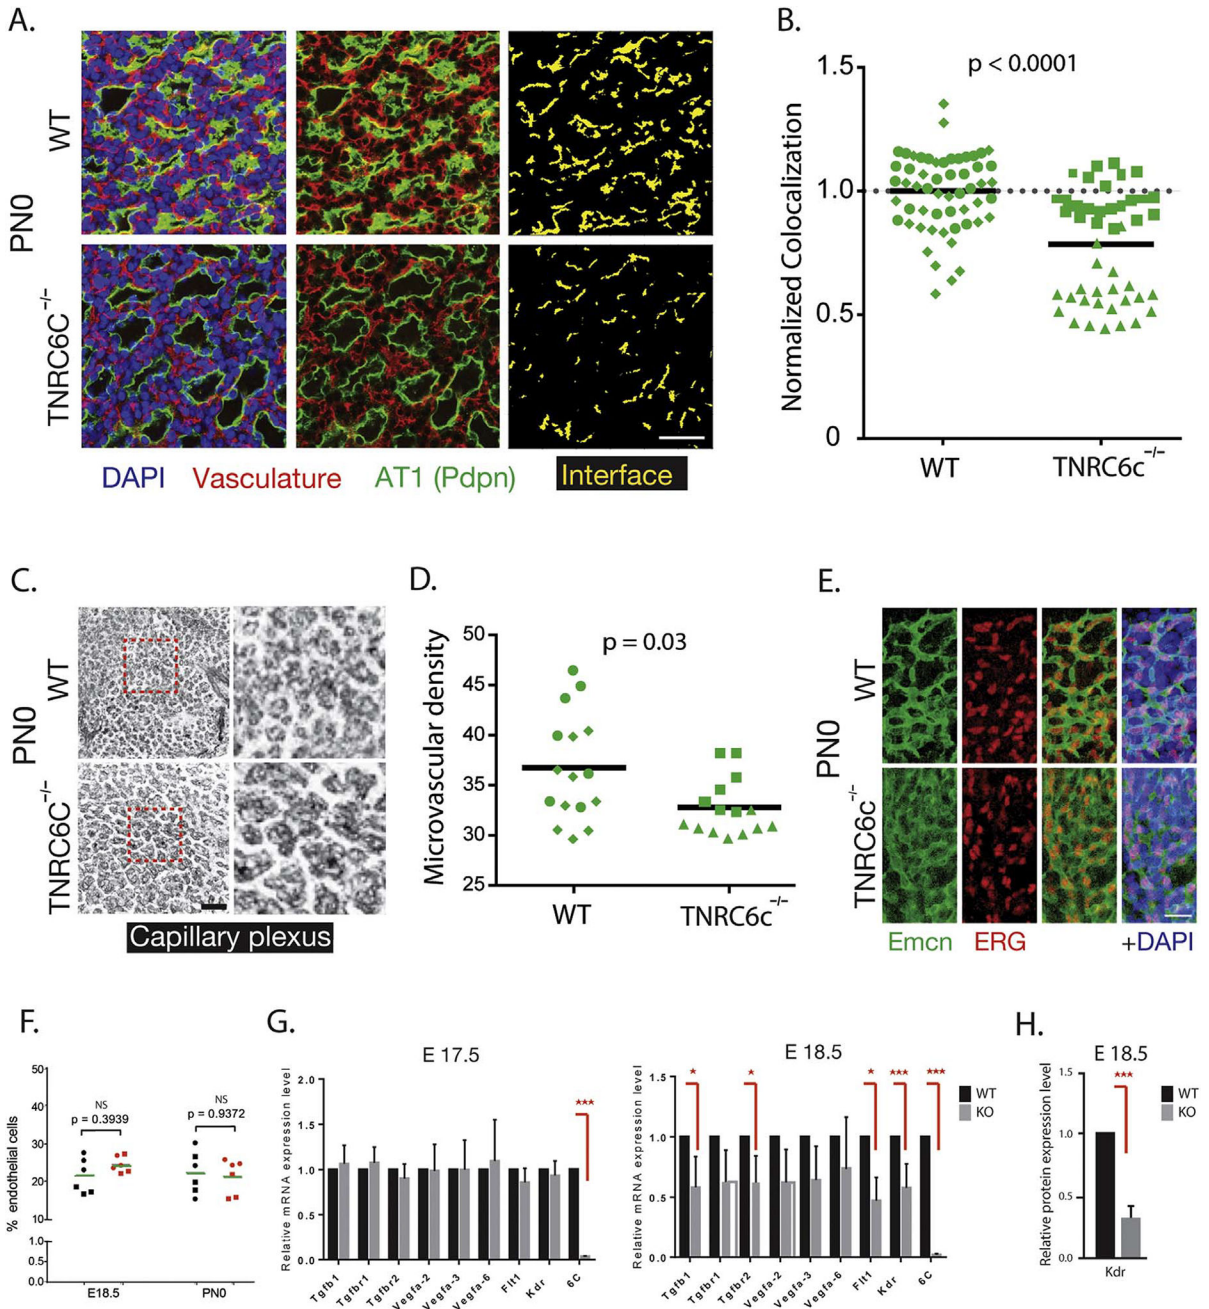 A.
WT
PN0
TNRC6C−/−
DAPI Vasculature AT1 (Pdpn) Interface
B.
p < 0.0001
Normalized Colocalization
1.5
1.0
0.5
0
WT TNRC6c−/−
C.
PN0
WT
TNRC6C−/−
Capillary plexus
D.
p = 0.03
Microvascular density
50
45
40
35
30
25
WT TNRC6c−/−
E.
PN0
WT
TNRC6c−/−
Emcn ERG +DAPI
F.
% endothelial cells
50
40
30
20
10
1.0
0.5
0.0
NS
p = 0.3939
NS
p = 0.9372
E18.5 PN0
G.
E 17.5
Relative mRNA expression level
2.0
1.5
1.0
0.5
0.0
***
Tgfb1 Tgfbr1 Tgfbr2 Vegfa-2 Vegfa-3 Vegfa-6 Flt1 Kdr 6C
E 18.5
Relative mRNA expression level
1.5
1.0
0.5
0.0
* * * *** ***
WT
KO
Tgfb1 Tgfbr1 Tgfbr2 Vegfa-2 Vegfa-3 Vegfa-6 Flt1 Kdr 6C
H.
E 18.5
Relative protein expression level
1.5
1.0
0.5
0.0
***
WT
KO
Kdr